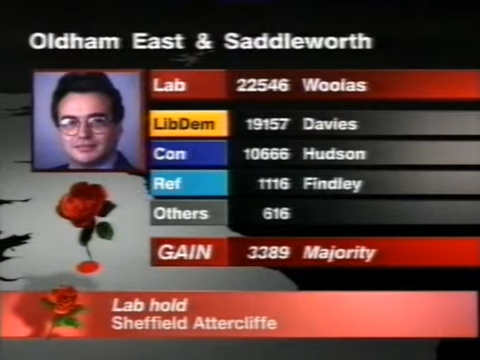 Oldham East & Saddleworth
Lab 22546 Woolas
LibDem 19157 Davies
Con 10666 Hudson
Ref 1116 Findley
Others 616
GAIN 3389 Majority
Lab hold
Sheffield Attercliffe